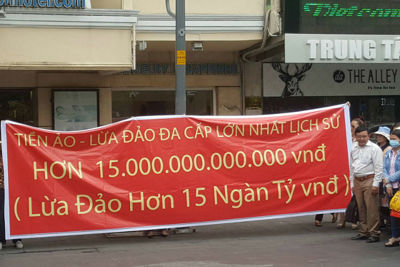 TRUNG TÂ
THE ALLEY
TIỀN ẢO - LỪA ĐẢO ĐA CẤP LỚN NHẤT LỊCH SỬ
HƠN 15.000.000.000.000 vnđ
( Lừa Đảo Hơn 15 Ngàn Tỷ vnđ )